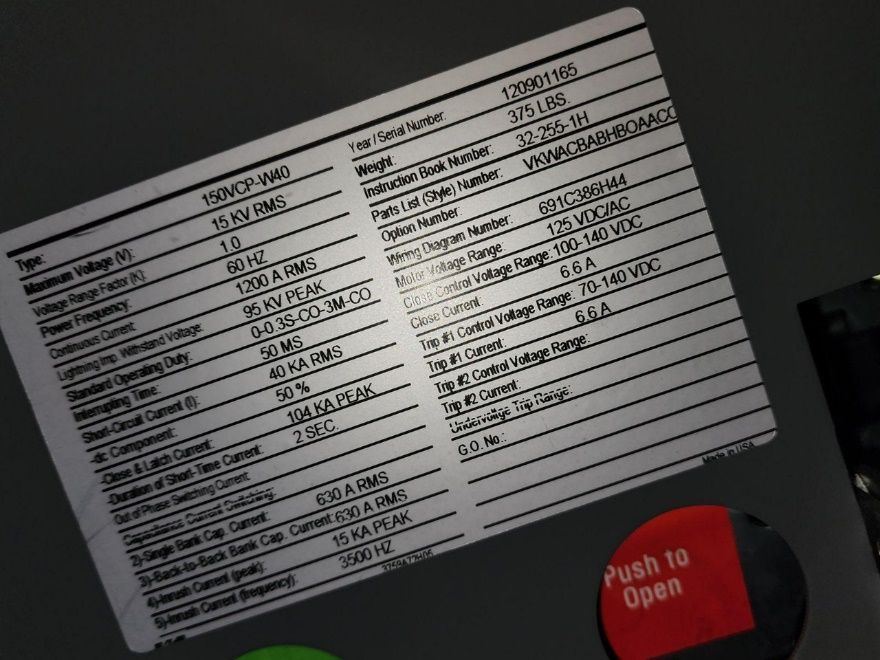 Type: 150VCP-W40
Maximum Voltage (V): 15 KV RMS
Voltage Range Factor (K): 1.0
Power Frequency: 60 HZ
Continuous Current: 1200 A RMS
Lightning Imp. Withstand Voltage: 95 KV PEAK
Standard Operating Duty: 0-0.3S-CO-3M-CO
Interrupting Time: 50 MS
Short-Circuit Current (I): 40 KA RMS
-dc Component: 50 %
-Close & Latch Current: 104 KA PEAK
-Duration of Short-Time Current: 2 SEC.
Out of Phase Switching Current:
Capacitance Current Switching:
2)-Single Bank Cap. Current: 630 A RMS
3)-Back-to-Back Bank Cap. Current: 630 A RMS
4)-Inrush Current (peak): 15 KA PEAK
5)-Inrush Current (frequency): 3500 HZ
Year / Serial Number: 120901165
Weight: 375 LBS.
Instruction Book Number: 32-255-1H
Parts List (Style) Number: VKWACBABHBOAACC
Option Number:
Wiring Diagram Number: 691C386H44
Motor Voltage Range: 125 VDC/AC
Close Control Voltage Range: 100-140 VDC
Close Current: 6.6 A
Trip #1 Control Voltage Range: 70-140 VDC
Trip #1 Current: 6.6 A
Trip #2 Control Voltage Range:
Trip #2 Current:
Undervoltge Trip Range:
G.O. No.:
Made in USA
Push to
Open